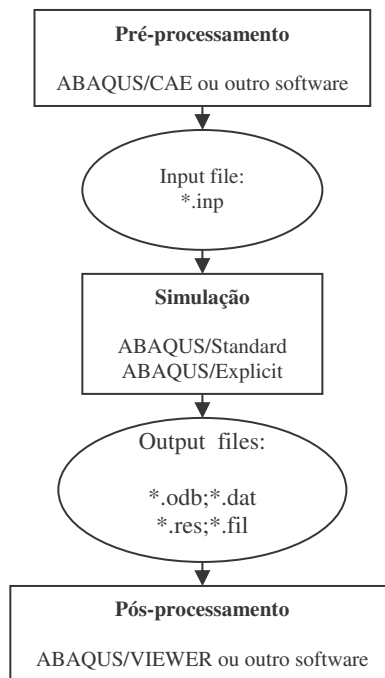 Pré-processamento
ABAQUS/CAE ou outro software
Input file:
*.inp
Simulação
ABAQUS/Standard
ABAQUS/Explicit
Output files:
*.odb;*.dat
*.res;*.fil
Pós-processamento
ABAQUS/VIEWER ou outro software